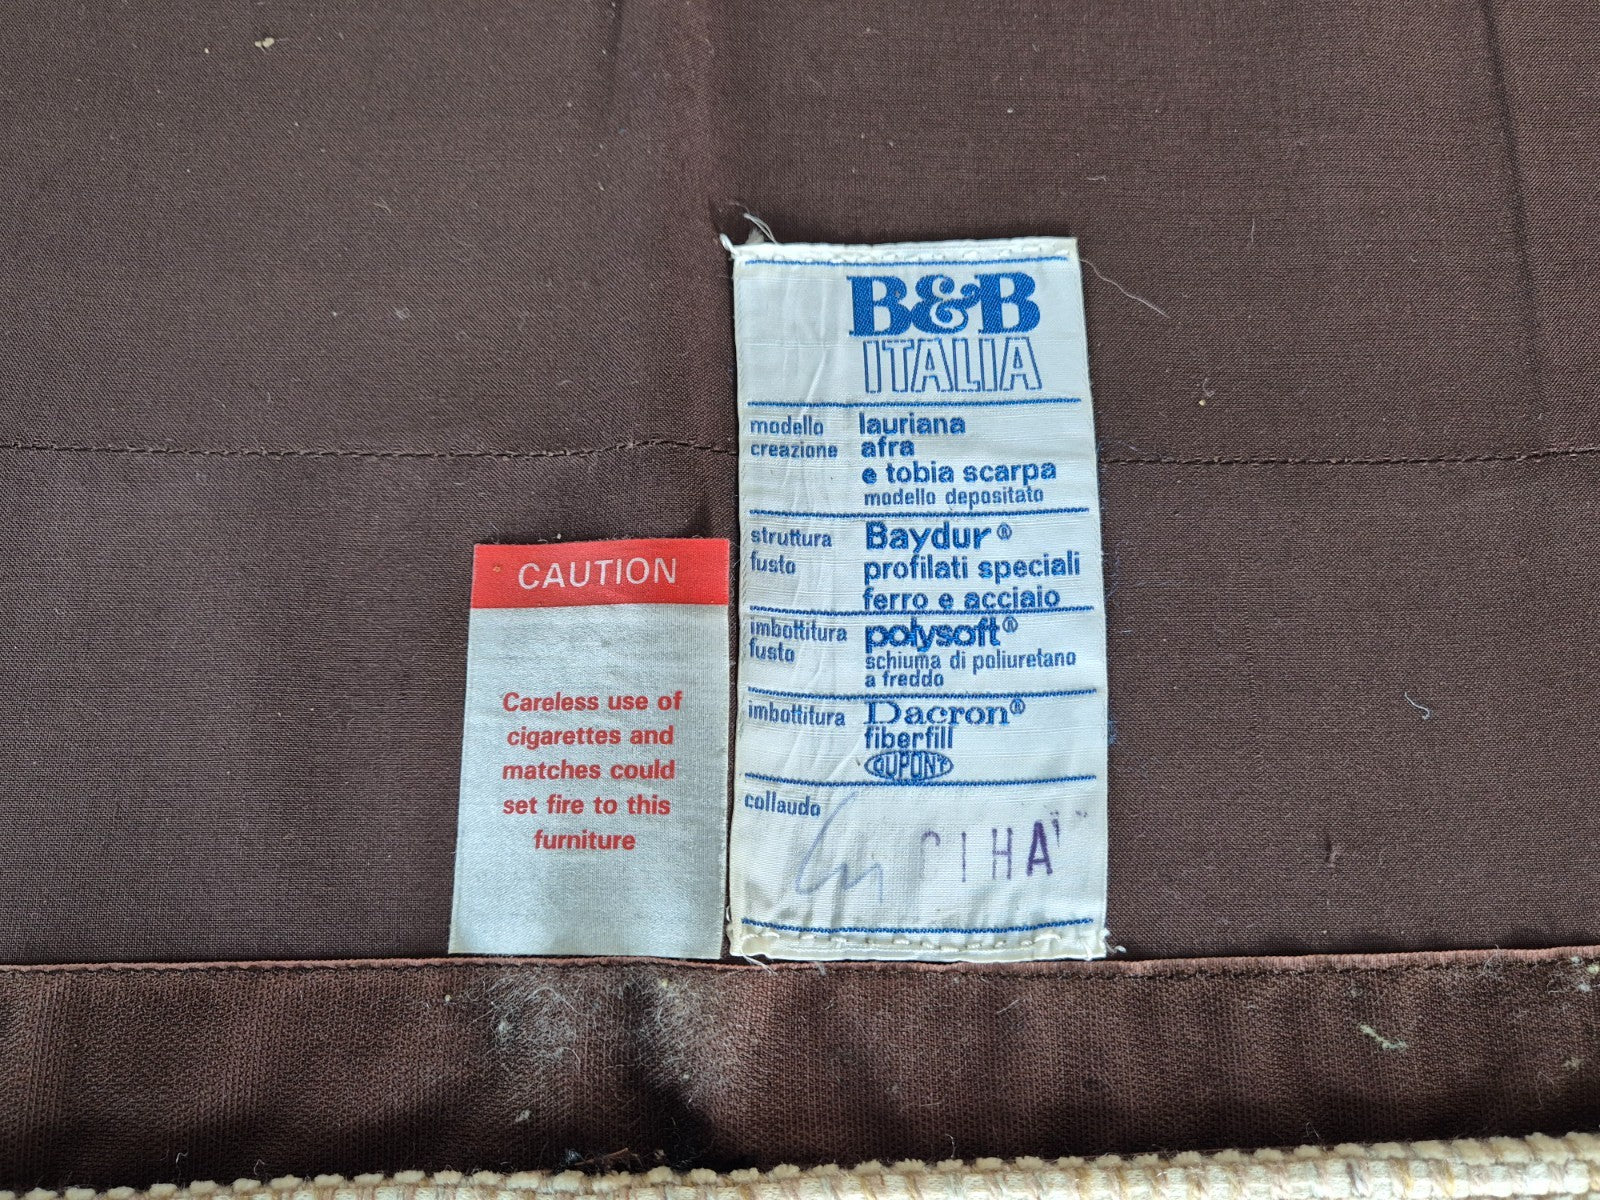 CAUTION
Careless use of
cigarettes and
matches could
set fire to this
furniture
B&B
ITALIA
modello lauriana
creazione afra
e tobia scarpa
modello depositato
struttura Baydur®
fusto profilati speciali
ferro e acciaio
imbottitura polysoft®
fusto schiuma di poliuretano
a freddo
imbottitura Dacron®
fiberfill
DUPONT
collaudo